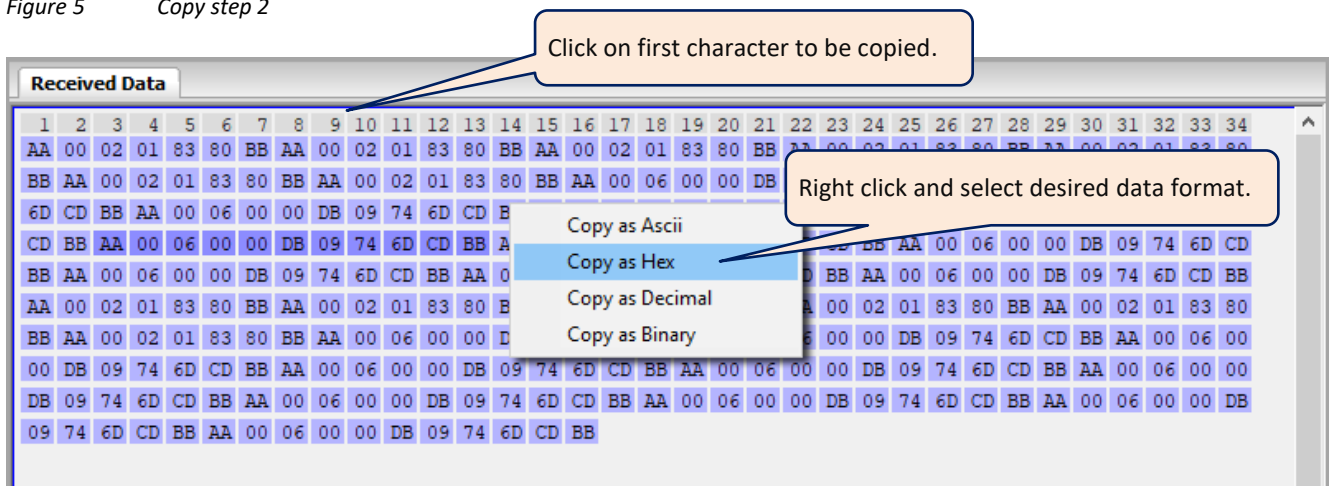 Figure 5 Copy step 2
Click on first character to be copied.
Received Data
1 2 3 4 5 6 7 8 9 10 11 12 13 14 15 16 17 18 19 20 21 22 23 24 25 26 27 28 29 30 31 32 33 34
AA 00 02 01 83 80 BB AA 00 02 01 83 80 BB AA 00 02 01 83 80 BB AA 00 02 01 83 80 BB AA 00 02 01 83 80
BB AA 00 02 01 83 80 BB AA 00 02 01 83 80 BB AA 00 06 00 00 DB
Right click and select desired data format.
6D CD BB AA 00 06 00 00 DB 09 74 6D CD
Copy as Ascii
CD BB AA 00 06 00 00 DB 09 74 6D CD BB BB AA 00 06 00 00 DB 09 74 6D CD
Copy as Hex
BB AA 00 06 00 00 DB 09 74 6D CD BB AA BB AA 00 06 00 00 DB 09 74 6D CD BB
Copy as Decimal
AA 00 02 01 83 80 BB AA 00 02 01 83 80 00 02 01 83 80 BB AA 00 02 01 83 80
Copy as Binary
BB AA 00 02 01 83 80 BB AA 00 06 00 00 00 00 DB 09 74 6D CD BB AA 00 06 00
00 DB 09 74 6D CD BB AA 00 06 00 00 DB 09 74 6D CD BB AA 00 06 00 00 DB 09 74 6D CD BB AA 00 06 00 00
DB 09 74 6D CD BB AA 00 06 00 00 DB 09 74 6D CD BB AA 00 06 00 00 DB 09 74 6D CD BB AA 00 06 00 00 DB
09 74 6D CD BB AA 00 06 00 00 DB 09 74 6D CD BB